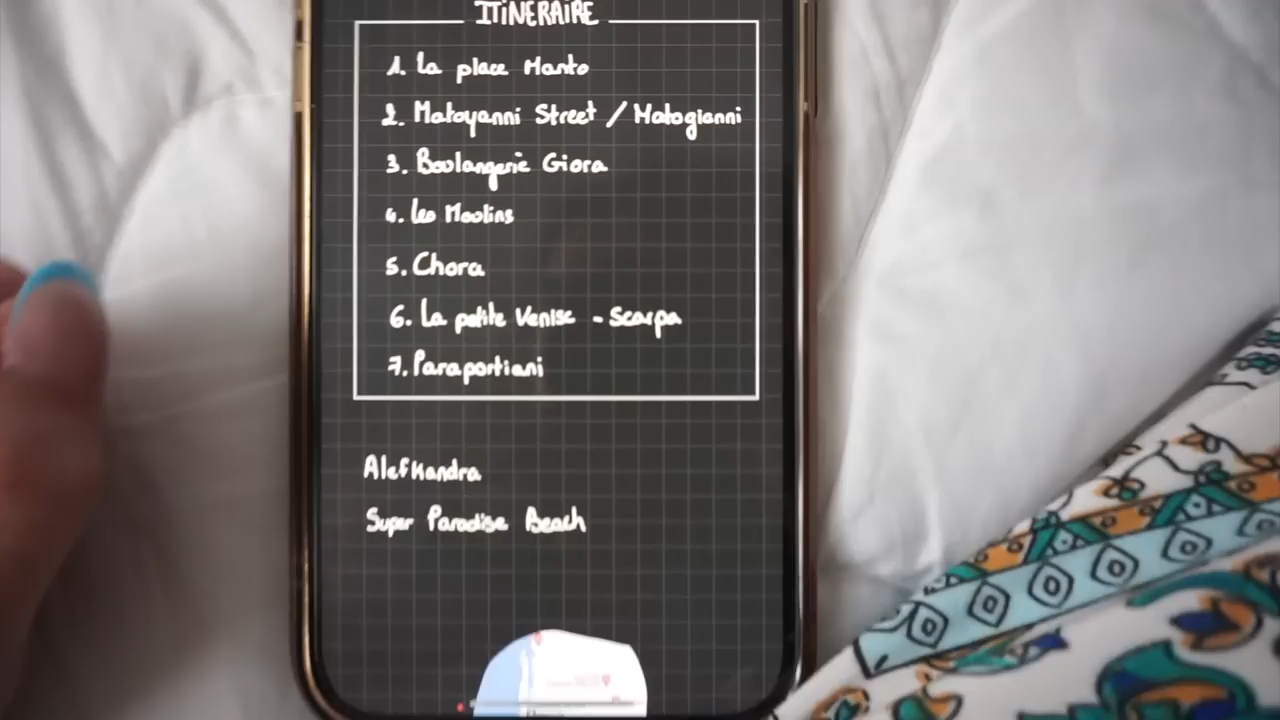 ITINERAIRE
1. La place Manto
2. Matoyanni Street / Matogianni
3. Boulangerie Giora
4. Les Moulins
5. Chora
6. La petite Venise - Scarpa
7. Paraportiani
Alefkandra
Super Paradise Beach